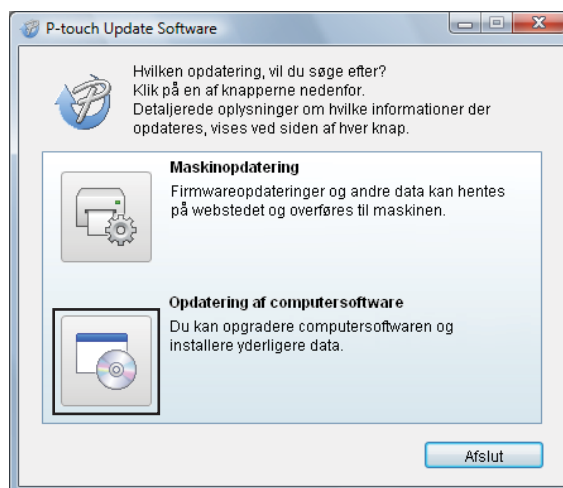 P-touch Update Software
Hvilken opdatering, vil du søge efter?
Klik på en af knapperne nedenfor.
Detaljerede oplysninger om hvilke informationer der
opdateres, vises ved siden af hver knap.
Maskinopdatering
Firmwareopdateringer og andre data kan hentes
på webstedet og overføres til maskinen.
Opdatering af computersoftware
Du kan opgradere computersoftwaren og
installere yderligere data.
Afslut